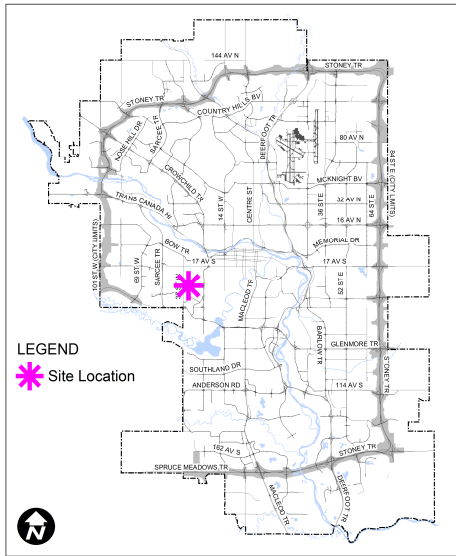 144 AV N
STONEY TR
STONEY TR
COUNTRY HILLS BV
NOSE HILL DR
SARCEE TR
DEERFOOT TR
80 AV N
CROWCHILD TR
MCKNIGHT BV
84 ST E (CITY LIMITS)
TRANS CANADA HI
14 ST W
CENTRE ST
36 ST E
32 AV N
64 ST E
16 AV N
101 ST W (CITY LIMITS)
BOW TR
MEMORIAL DR
69 ST W
SARCEE TR
17 AV S
17 AV S
52 ST E
MACLEOD TR
BARLOW TR
GLENMORE TR
LEGEND
Site Location
SOUTHLAND DR
STONEY TR
ANDERSON RD
114 AV S
162 AV S
STONEY TR
SPRUCE MEADOWS TR
MACLEOD TR
DEERFOOT TR
N